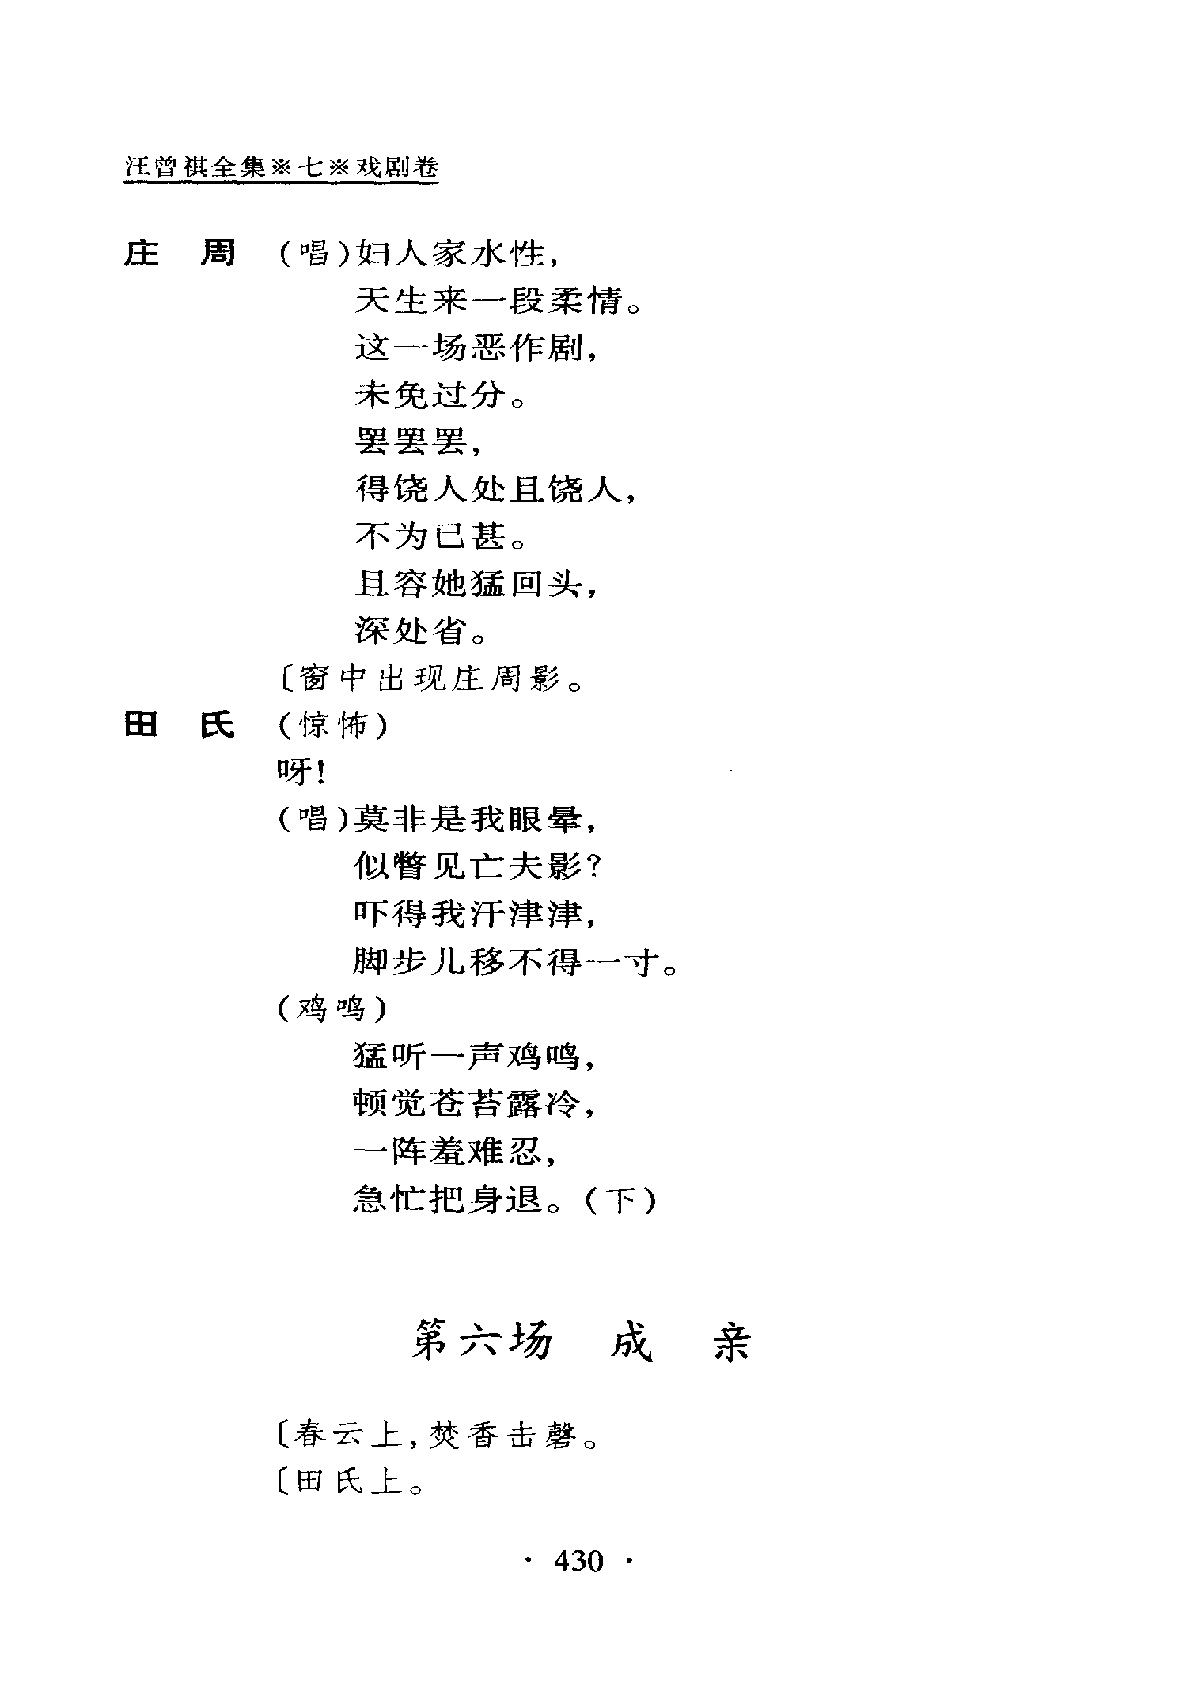 汪曾祺全集※七※戏剧卷
庄　周　(唱)妇人家水性，
天生来一段柔情。
这一场恶作剧，
未免过分。
罢罢罢，
得饶人处且饶人，
不为已甚。
且容她猛回头，
深处省。
〔窗中出现庄周影。
田　氏　(惊怖)
呀！
(唱)莫非是我眼晕，
似瞥见亡夫影？
吓得我汗津津，
脚步儿移不得一寸。
(鸡鸣)
猛听一声鸡鸣，
顿觉苍苔露冷，
一阵羞难忍，
急忙把身退。(下)
第六场　成　亲
〔春云上，焚香击磬。
〔田氏上。
· 430 ·